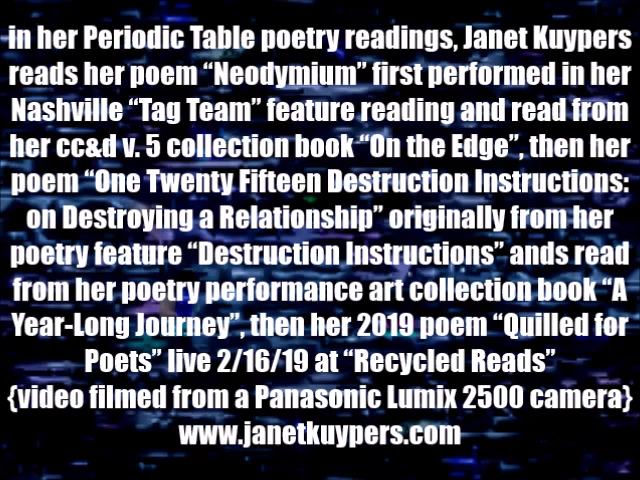 in her Periodic Table poetry readings, Janet Kuypers
reads her poem “Neodymium” first performed in her
Nashville “Tag Team” feature reading and read from
her cc&d v. 5 collection book “On the Edge”, then her
poem “One Twenty Fifteen Destruction Instructions:
on Destroying a Relationship” originally from her
poetry feature “Destruction Instructions” ands read
from her poetry performance art collection book “A
Year-Long Journey”, then her 2019 poem “Quilled for
Poets” live 2/16/19 at “Recycled Reads”
{video filmed from a Panasonic Lumix 2500 camera}
www.janetkuypers.com